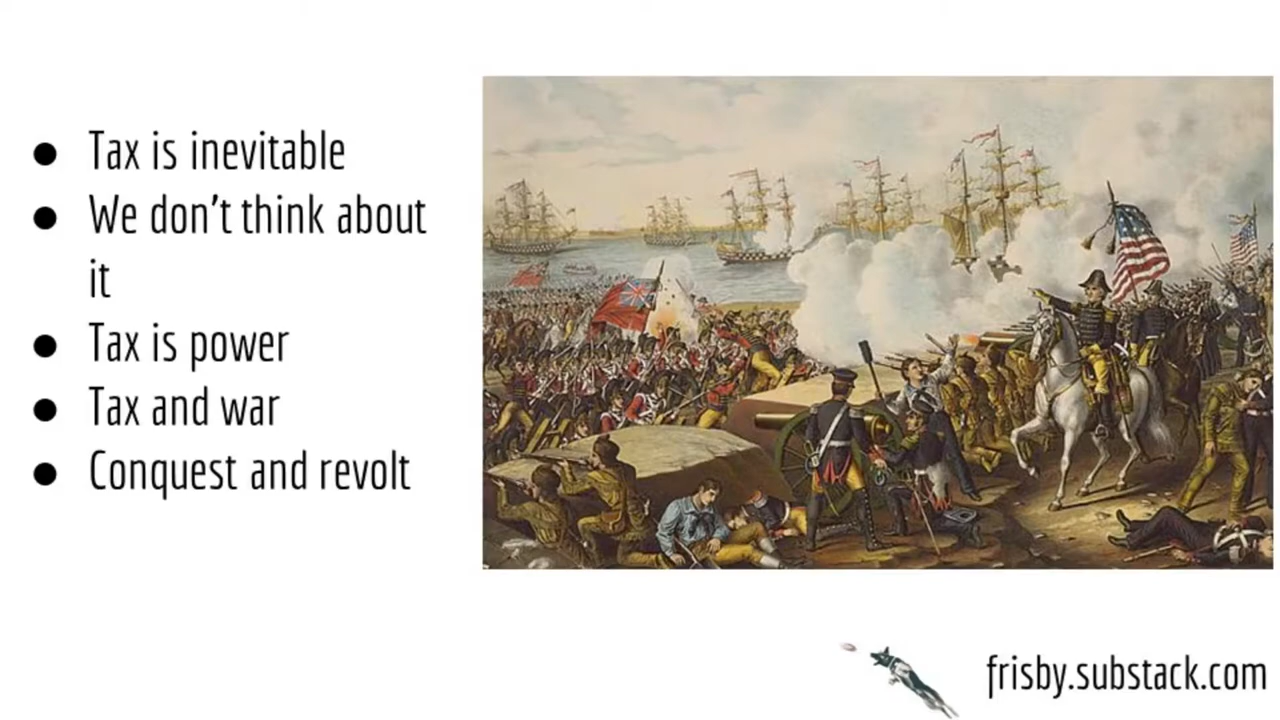 ● Tax is inevitable
● We don't think about
it
● Tax is power
● Tax and war
● Conquest and revolt
frisby.substack.com